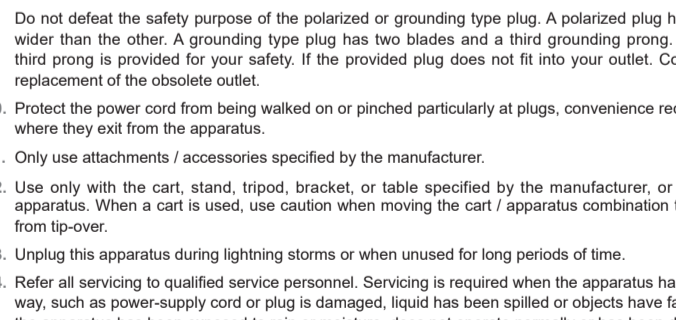 Do not defeat the safety purpose of the polarized or grounding type plug. A polarized plug
wider than the other. A grounding type plug has two blades and a third grounding prong.
third prong is provided for your safety. If the provided plug does not fit into your outlet.
replacement of the obsolete outlet.
. Protect the power cord from being walked on or pinched particularly at plugs, convenience
where they exit from the apparatus.
. Only use attachments / accessories specified by the manufacturer.
. Use only with the cart, stand, tripod, bracket, or table specified by the manufacturer, or
apparatus. When a cart is used, use caution when moving the cart / apparatus combination
from tip-over.
. Unplug this apparatus during lightning storms or when unused for long periods of time.
. Refer all servicing to qualified service personnel. Servicing is required when the apparatus
way, such as power-supply cord or plug is damaged, liquid has been spilled or objects have